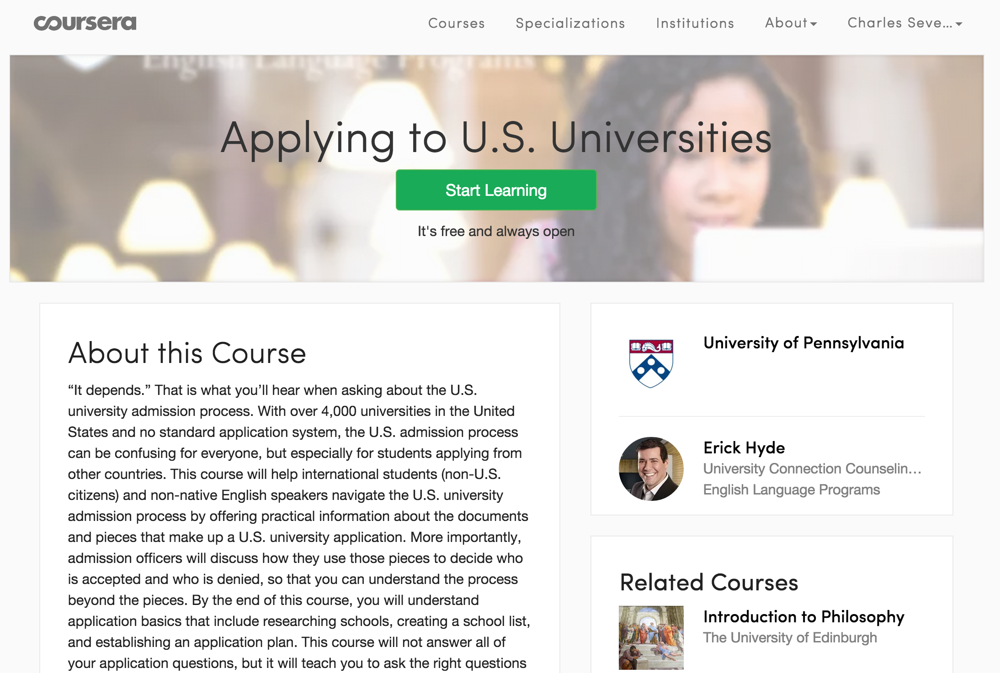 coursera
Courses
Specializations
Institutions
About
Charles Seve...
English Language Programs
Applying to U.S. Universities
Start Learning
It's free and always open
About this Course
“It depends.” That is what you’ll hear when asking about the U.S.
university admission process. With over 4,000 universities in the United
States and no standard application system, the U.S. admission process
can be confusing for everyone, but especially for students applying from
other countries. This course will help international students (non-U.S.
citizens) and non-native English speakers navigate the U.S. university
admission process by offering practical information about the documents
and pieces that make up a U.S. university application. More importantly,
admission officers will discuss how they use those pieces to decide who
is accepted and who is denied, so that you can understand the process
beyond the pieces. By the end of this course, you will understand
application basics that include researching schools, creating a school list,
and establishing an application plan. This course will not answer all of
your application questions, but it will teach you to ask the right questions
University of Pennsylvania
Erick Hyde
University Connection Counselin...
English Language Programs
Related Courses
Introduction to Philosophy
The University of Edinburgh